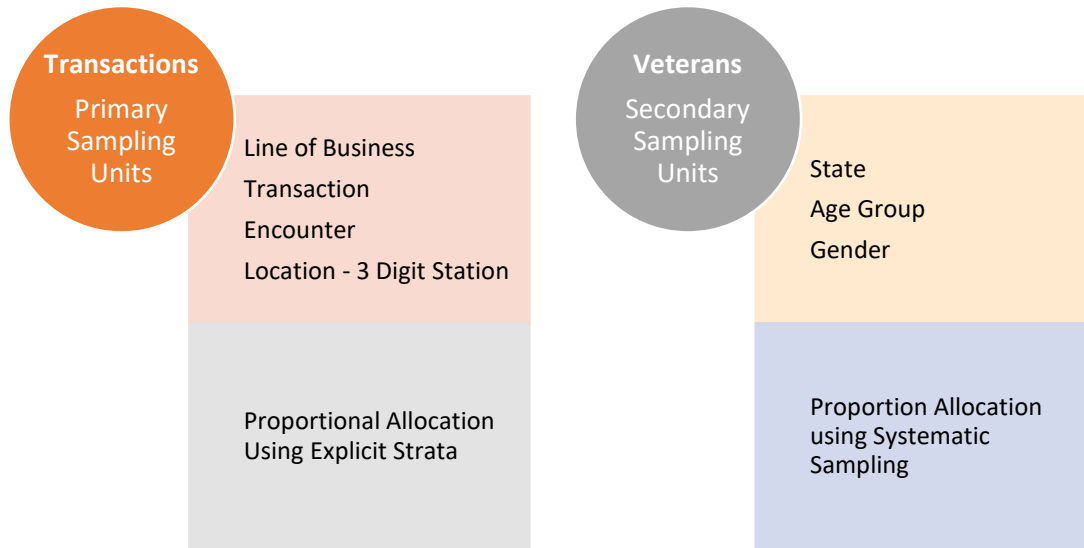 Transactions
Primary
Sampling
Units
Line of Business
Transaction
Encounter
Location - 3 Digit Station
Proportional Allocation
Using Explicit Strata
Veterans
Secondary
Sampling
Units
State
Age Group
Gender
Proportion Allocation
using Systematic
Sampling